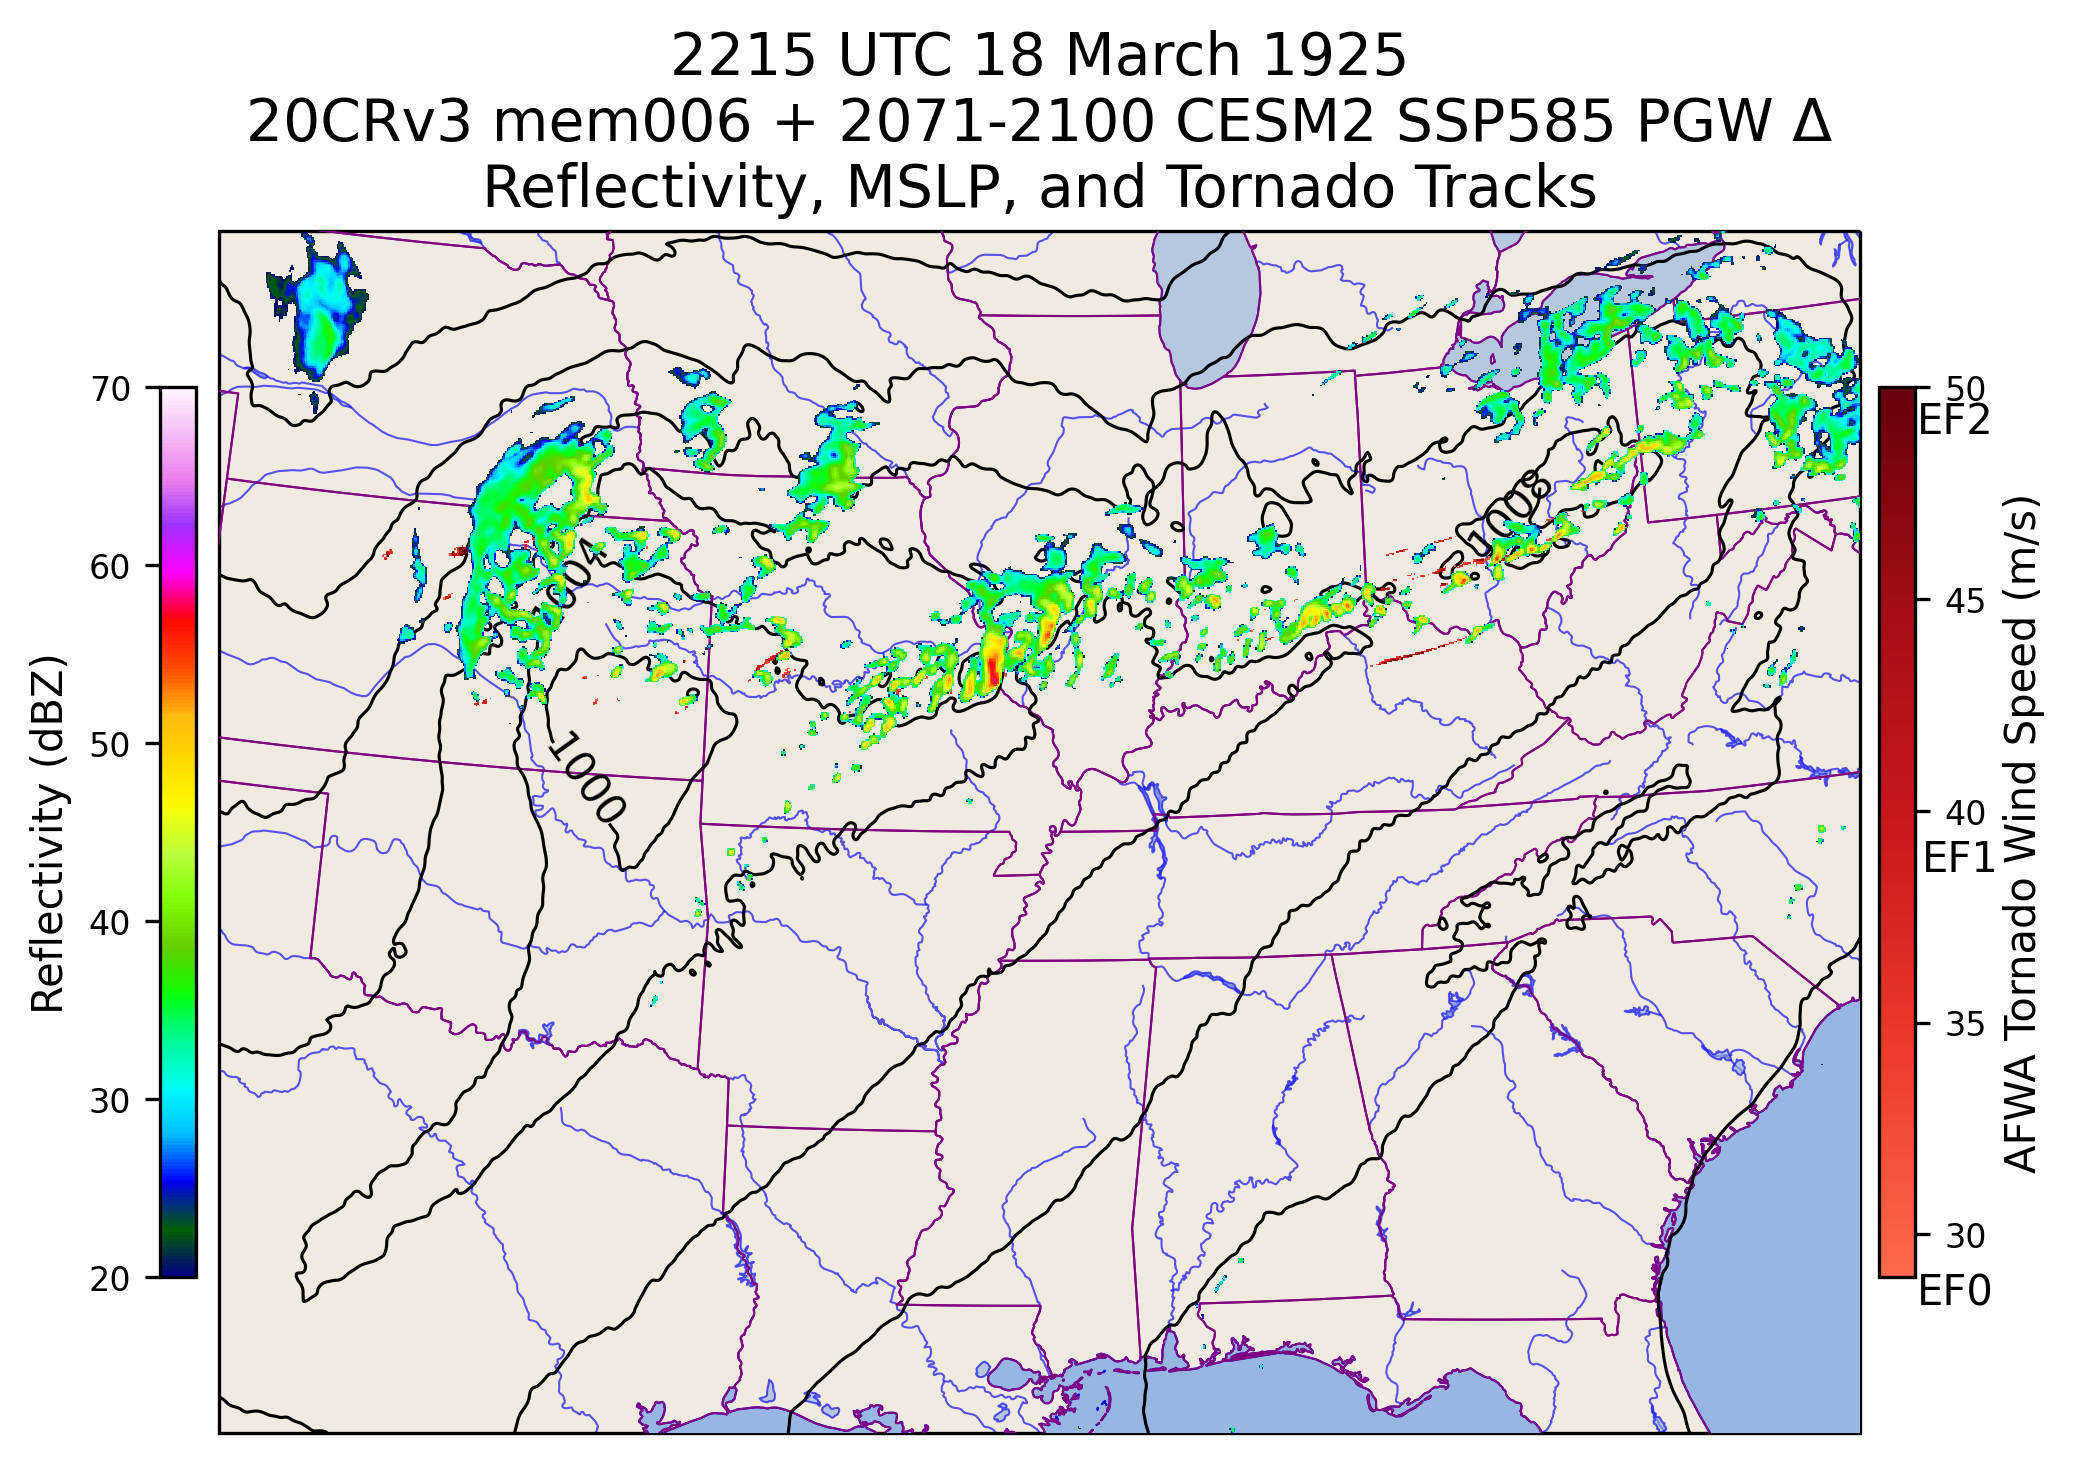 2215 UTC 18 March 1925
20CRv3 mem006 + 2071-2100 CESM2 SSP585 PGW Δ
Reflectivity, MSLP, and Tornado Tracks
70
60
50
40
30
20
Reflectivity (dBZ)
1008
1004
1000
50
EF2
45
40
EF1
35
30
EF0
AFWA Tornado Wind Speed (m/s)